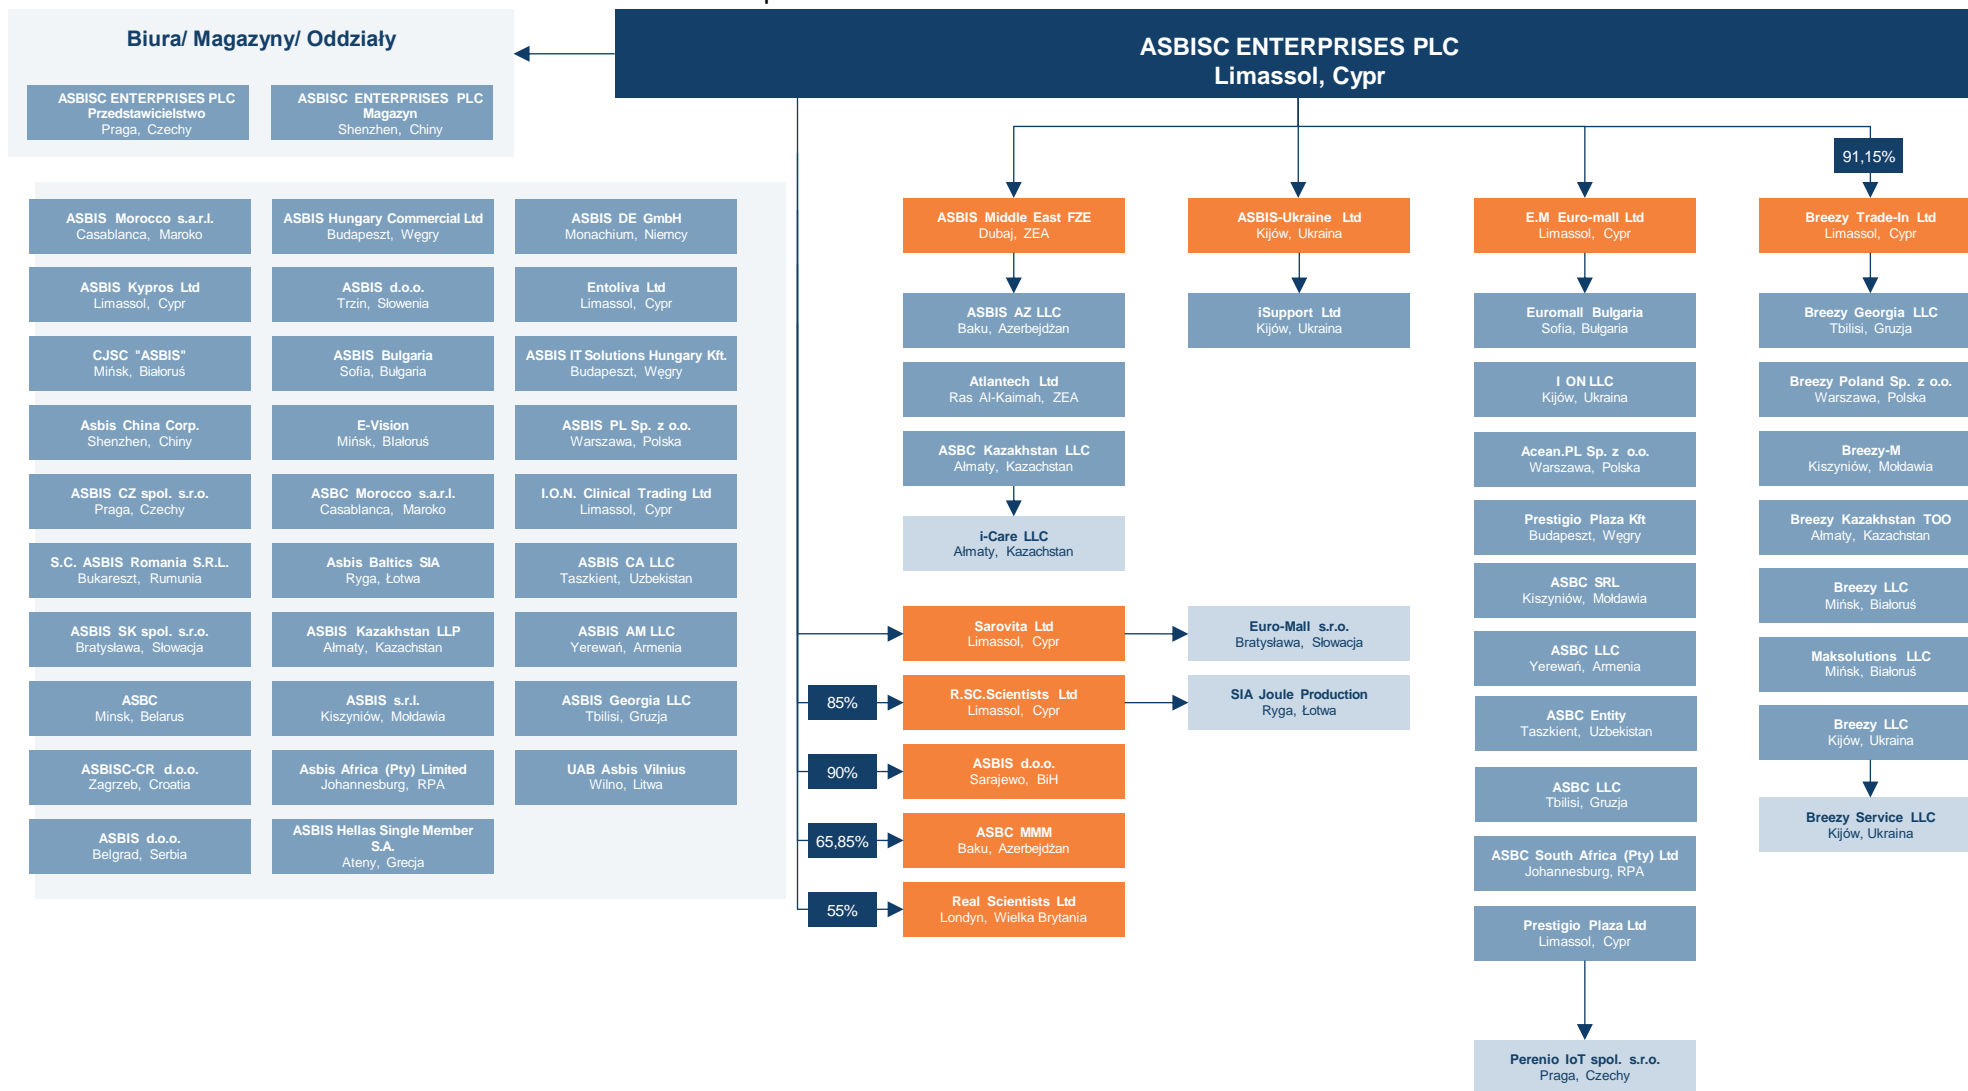 Biura/ Magazyny/ Oddziały
ASBISC ENTERPRISES PLC
Przedstawicielstwo
Praga, Czechy
ASBISC ENTERPRISES PLC
Magazyn
Shenzhen, Chiny
ASBISC ENTERPRISES PLC
Limassol, Cypr
91,15%
ASBIS Morocco s.a.r.l.
Casablanca, Maroko
ASBIS Kypros Ltd
Limassol, Cypr
CJSC "ASBIS"
Mińsk, Białoruś
Asbis China Corp.
Shenzhen, Chiny
ASBIS CZ spol. s.r.o.
Praga, Czechy
S.C. ASBIS Romania S.R.L.
Bukareszt, Rumunia
ASBIS SK spol. s.r.o.
Bratysława, Słowacja
ASBC
Minsk, Belarus
ASBISC-CR d.o.o.
Zagrzeb, Croatia
ASBIS d.o.o.
Belgrad, Serbia
ASBIS Hungary Commercial Ltd
Budapeszt, Węgry
ASBIS d.o.o.
Trzin, Słowenia
ASBIS Bulgaria
Sofia, Bułgaria
E-Vision
Mińsk, BIałoruś
ASBC Morocco s.a.r.l.
Casablanca, Maroko
Asbis Baltics SIA
Ryga, Łotwa
ASBIS Kazakhstan LLP
Ałmaty, Kazachstan
ASBIS s.r.l.
Kiszyniów, Mołdawia
Asbis Africa (Pty) Limited
Johannesburg, RPA
ASBIS Hellas Single Member
S.A.
Ateny, Grecja
ASBIS DE GmbH
Monachium, Niemcy
Entoliva Ltd
Limassol, Cypr
ASBIS IT Solutions Hungary Kft.
Budapeszt, Węgry
ASBIS PL Sp. z o.o.
Warszawa, Polska
I.O.N. Clinical Trading Ltd
Limassol, Cypr
ASBIS CA LLC
Taszkient, Uzbekistan
ASBIS AM LLC
Yerewań, Armenia
ASBIS Georgia LLC
Tbilisi, Gruzja
UAB Asbis Vilnius
Wilno, Litwa
ASBIS Middle East FZE
Dubaj, ZEA
ASBIS AZ LLC
Baku, Azerbejdżan
Atlantech Ltd
Ras Al-Kaimah, ZEA
ASBC Kazakhstan LLC
Ałmaty, Kazachstan
i-Care LLC
Ałmaty, Kazachstan
ASBIS-Ukraine Ltd
Kijów, Ukraina
iSupport Ltd
Kijów, Ukraina
Sarovita Ltd
Limassol, Cypr
Euro-Mall s.r.o.
Bratysława, Słowacja
85%
R.SC.Scientists Ltd
Limassol, Cypr
SIA Joule Production
Ryga, Łotwa
90%
ASBIS d.o.o.
Sarajewo, BiH
65,85%
ASBC MMM
Baku, Azerbejdżan
55%
Real Scientists Ltd
Londyn, Wielka Brytania
E.M Euro-mall Ltd
Limassol, Cypr
Euromall Bulgaria
Sofia, Bułgaria
I ON LLC
Kijów, Ukraina
Acean.PL Sp. z o.o.
Warszawa, Polska
Prestigio Plaza Kft
Budapeszt, Węgry
ASBC SRL
Kiszyniów, Mołdawia
ASBC LLC
Yerewań, Armenia
ASBC Entity
Taszkient, Uzbekistan
ASBC LLC
Tbilisi, Gruzja
ASBC South Africa (Pty) Ltd
Johannesburg, RPA
Prestigio Plaza Ltd
Limassol, Cypr
Perenio IoT spol. s.r.o.
Praga, Czechy
Breezy Trade-In Ltd
Limassol, Cypr
Breezy Georgia LLC
Tbilisi, Gruzja
Breezy Poland Sp. z o.o.
Warszawa, Polska
Breezy-M
Kiszyniów, Mołdawia
Breezy Kazakhstan TOO
Ałmaty, Kazachstan
Breezy LLC
Mińsk, Białoruś
Maksolutions LLC
Mińsk, Białoruś
Breezy LLC
Kijów, Ukraina
Breezy Service LLC
Kijów, Ukraina